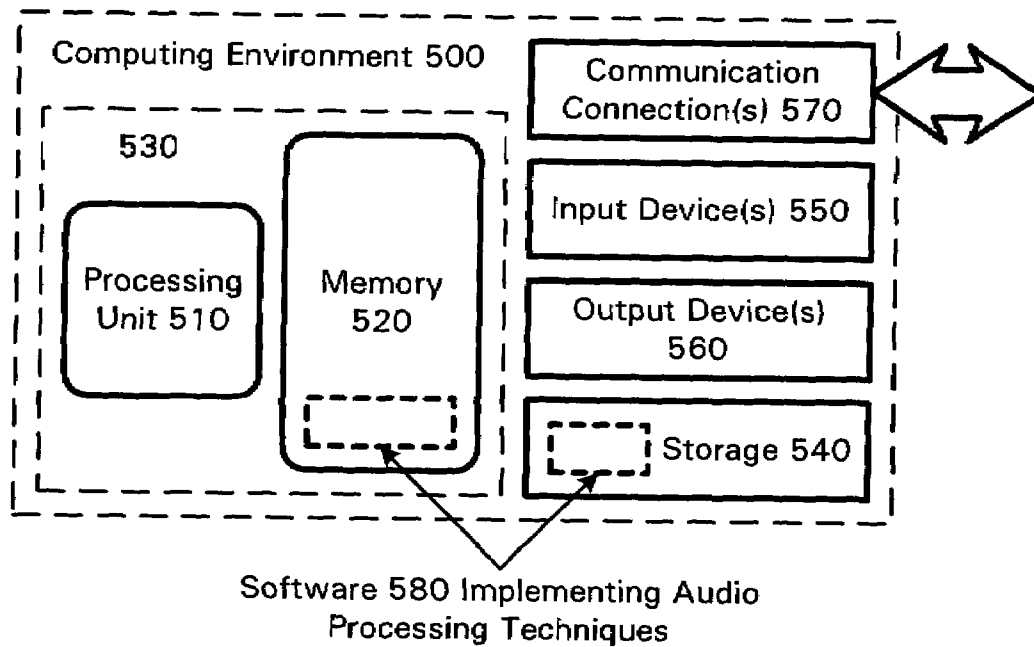 Computing Environment 500
Communication
Connection(s) 570
530
Input Device(s) 550
Processing
Unit 510
Memory
520
Output Device(s)
560
Storage 540
Software 580 Implementing Audio
Processing Techniques